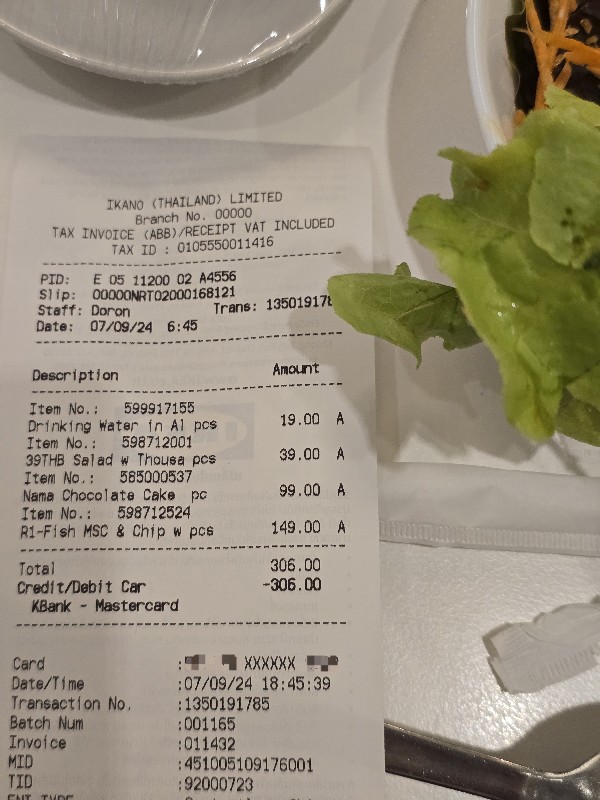 IKANO (THAILAND) LIMITED
Branch No. 00000
TAX INVOICE (ABB)/RECEIPT VAT INCLUDED
TAX ID : 0105550011416
PID: E 05 11200 02 A4556
Slip: 00000NRT02000168121
Staff: Doron Trans: 135019178
Date: 07/09/24 6:45
Description Amount
Item No.: 599917155
Drinking Water in Al pcs 19.00 A
Item No.: 598712001
39THB Salad w Thousa pcs 39.00 A
Item No.: 585000537
Nama Chocolate Cake pc 99.00 A
Item No.: 598712524
R1-Fish MSC & Chip w pcs 149.00 A
Total 306.00
Credit/Debit Car -306.00
KBank - Mastercard
Card : XXXXXX
Date/Time :07/09/24 18:45:39
Transaction No. :1350191785
Batch Num :001165
Invoice :011432
MID :451005109176001
TID :92000723